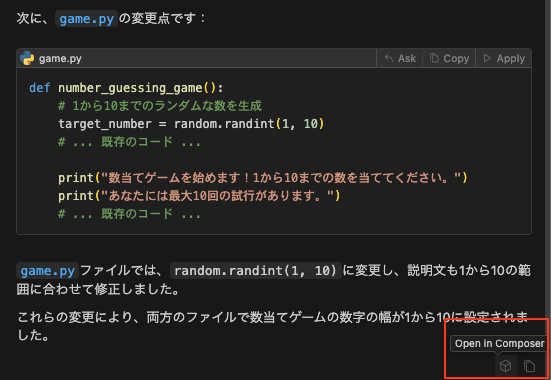 次に、game.pyの変更点です：
game.py Ask Copy Apply
def number_guessing_game():
# 1から10までのランダムな数を生成
target_number = random.randint(1, 10)
# ... 既存のコード ...
print("数当てゲームを始めます！1から10までの数を当ててください。")
print("あなたには最大10回の試行があります。")
# ... 既存のコード ...
game.pyファイルでは、random.randint(1, 10)に変更し、説明文も1から10の範
囲に合わせて修正しました。
これらの変更により、両方のファイルで数当てゲームの数字の幅が1から10に設定されま
した。
Open in Composer